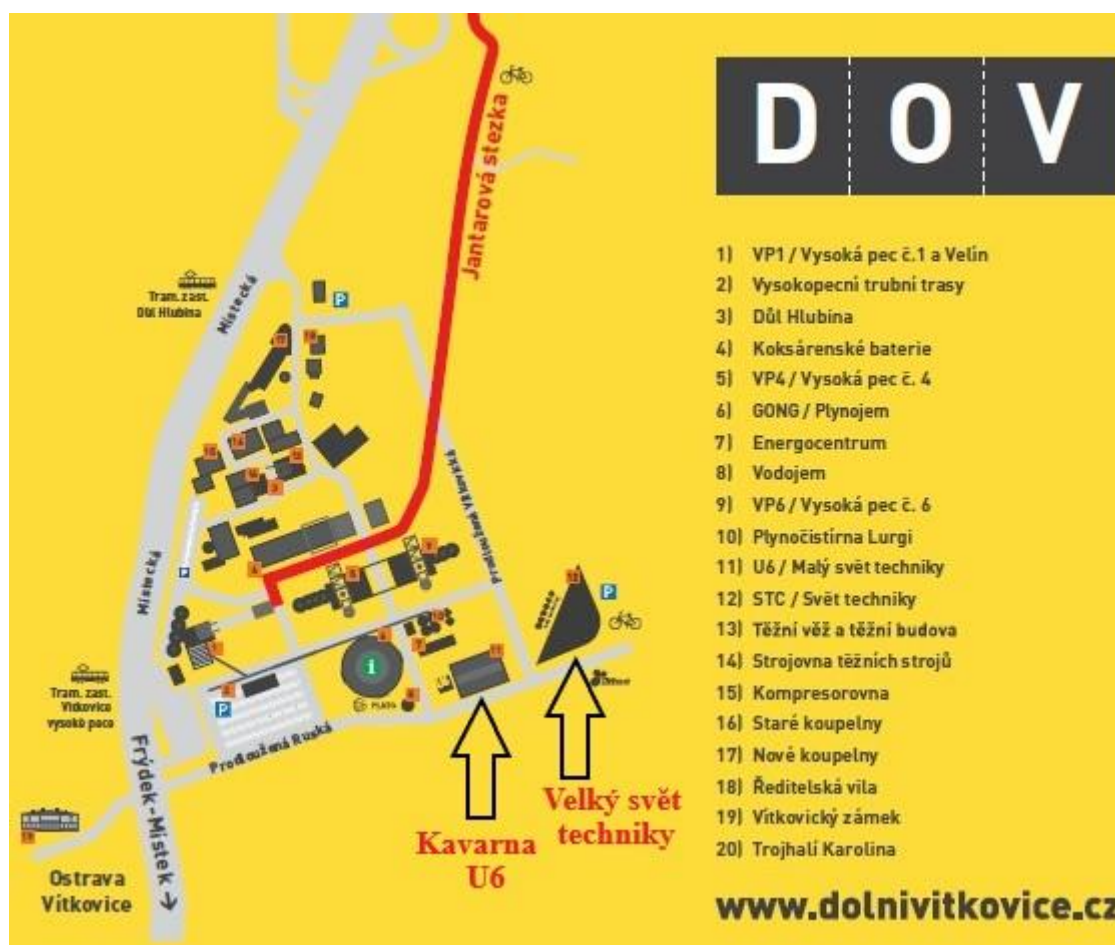 D O V
Jantarová stezka
Tram. zast.
Důl Hlubina
Místecká
P
1) VP1 / Vysoká pec č.1 a Velín
2) Vysokopecní trubní trasy
3) Důl Hlubina
4) Koksárenské baterie
5) VP4 / Vysoká pec č. 4
6) GONG / Plynojem
7) Energocentrum
8) Vodojem
9) VP6 / Vysoká pec č. 6
10) Plynočistírna Lurgi
11) U6 / Malý svět techniky
12) STC / Svět techniky
13) Těžní věž a těžní budova
14) Strojovna těžních strojů
15) Kompresorovna
16) Staré koupelny
17) Nové koupelny
18) Ředitelská vila
19) Vítkovický zámek
20) Trojhalí Karolina
www.dolnivitkovice.cz
Prodloužená Vítkovická
Místecká
P
P
i
Tram. zast.
Vítkovice
vysoké pece
P
Prodloužená Ruská
Frýdek-Místek
Velký svět
techniky
Kavarna
U6
Ostrava
Vítkovice